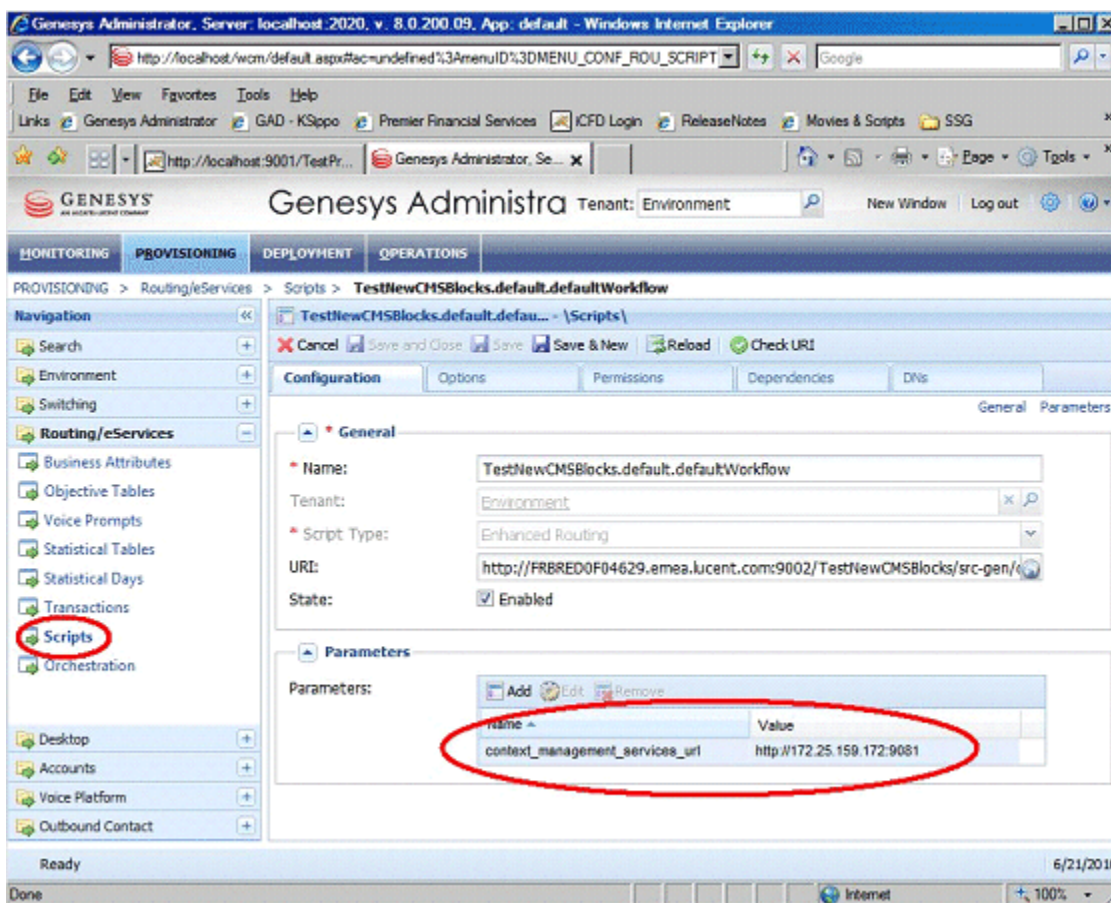 Genesys Administrator, Server: localhost:2020, v. 8.0.200.09, App: default - Windows Internet Explorer
http://localhost/wcm/default.aspx#ac=undefined%3AmenuID%3DMENU_CONF_ROU_SCRIPT Google
File Edit View Favorites Tools Help
Links Genesys Administrator GAD - KSippo Premier Financial Services ICFD Login ReleaseNotes Movies & Scripts SSG
http://localhost:9001/TestPr... Genesys Administrator, Se... Page Tools
GENESYS Genesys Administra Tenant: Environment New Window Log out
AN ALCATEL-LUCENT COMPANY
MONITORING PROVISIONING DEPLOYMENT OPERATIONS
PROVISIONING > Routing/eServices > Scripts > TestNewCMSBlocks.default.defaultWorkflow
Navigation TestNewCMSBlocks.default.defau... - \Scripts\
Search Cancel Save and Close Save Save & New Reload Check URI
Environment Configuration Options Permissions Dependencies DNs
Switching General Parameters
Routing/eServices * General
Business Attributes * Name: TestNewCMSBlocks.default.defaultWorkflow
Objective Tables Tenant: Environment
Voice Prompts * Script Type: Enhanced Routing
Statistical Tables URI: http://FRBRED0F04629.emea.lucent.com:9002/TestNewCMSBlocks/src-gen/
Statistical Days State: Enabled
Transactions
Scripts Parameters
Orchestration
Parameters: Add Edit Remove
Name Value
context_management_services_url http://172.25.159.172:9081
Desktop
Accounts
Voice Platform
Outbound Contact
Ready 6/21/201
Done Internet 100%